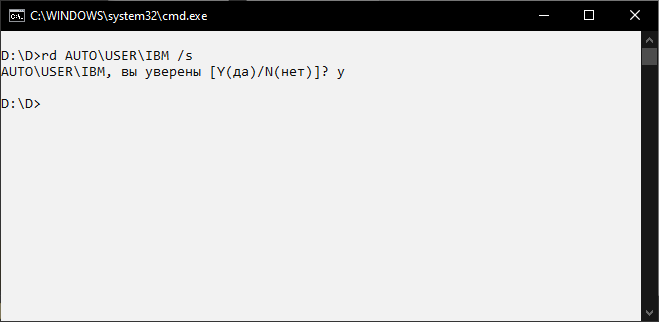 C:\WINDOWS\system32\cmd.exe
D:\D>rd AUTO\USER\IBM /s
AUTO\USER\IBM, вы уверены [Y(да)/N(нет)]? y
D:\D>